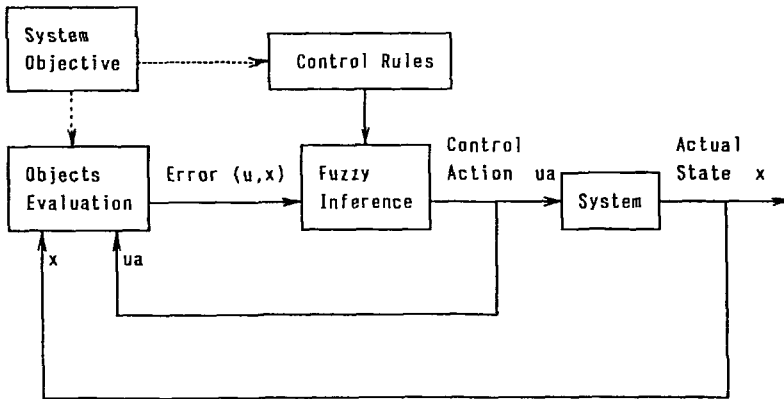 System
Objective
Control Rules
Objects
Evaluation
Error (u,x)
Fuzzy
Inference
Control
Action ua
System
Actual
State x
x
ua